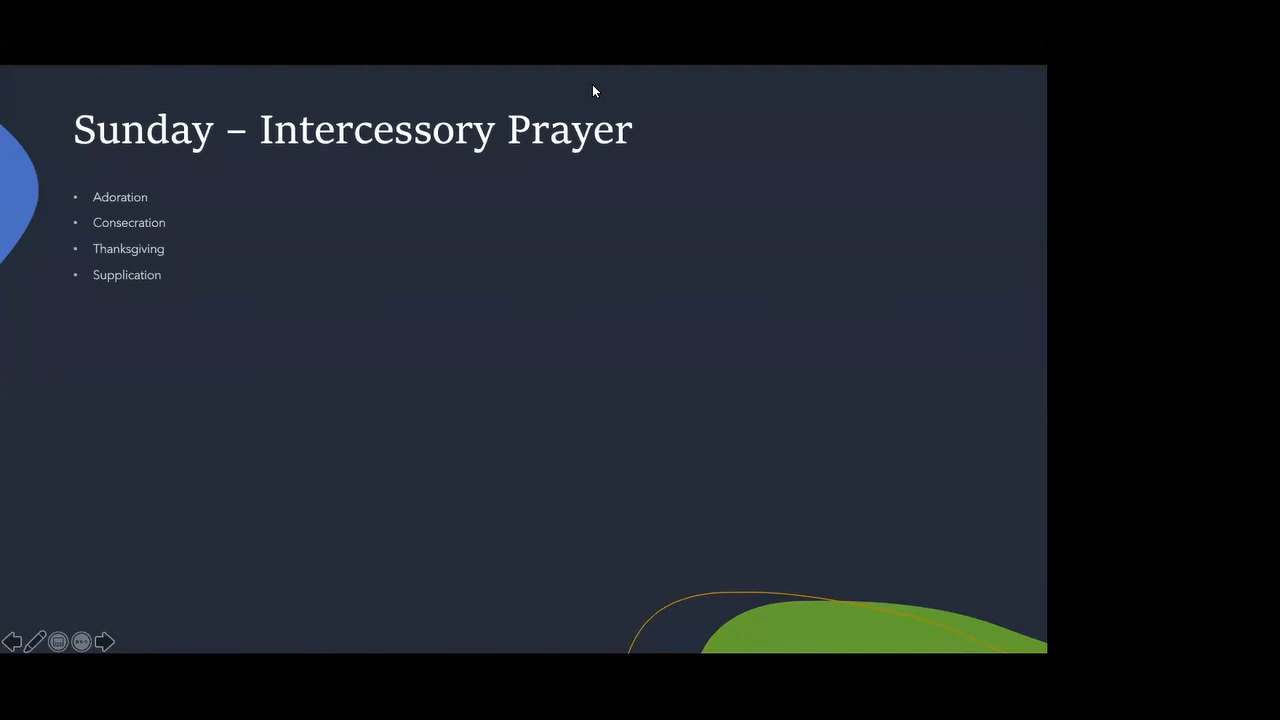 Sunday – Intercessory Prayer
• Adoration
• Consecration
• Thanksgiving
• Supplication